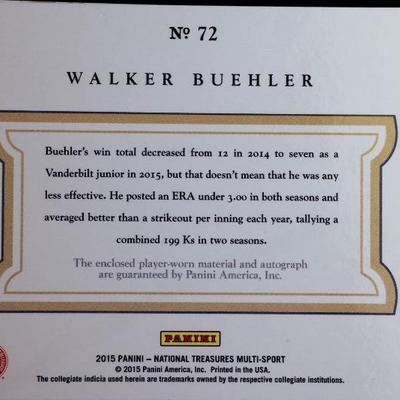 Nº 72
WALKER BUEHLER
Buehler's win total decreased from 12 in 2014 to seven as a
Vanderbilt junior in 2015, but that doesn't mean that he was any
less effective. He posted an ERA under 3.00 in both seasons and
averaged better than a strikeout per inning each year, tallying a
combined 199 Ks in two seasons.
The enclosed player-worn material and autograph
are guaranteed by Panini America, Inc.
PANINI
2015 PANINI – NATIONAL TREASURES MULTI-SPORT
© 2015 Panini America, Inc. Printed in the USA.
The collegiate indicia used herein are trademarks owned by the respective collegiate institutions.